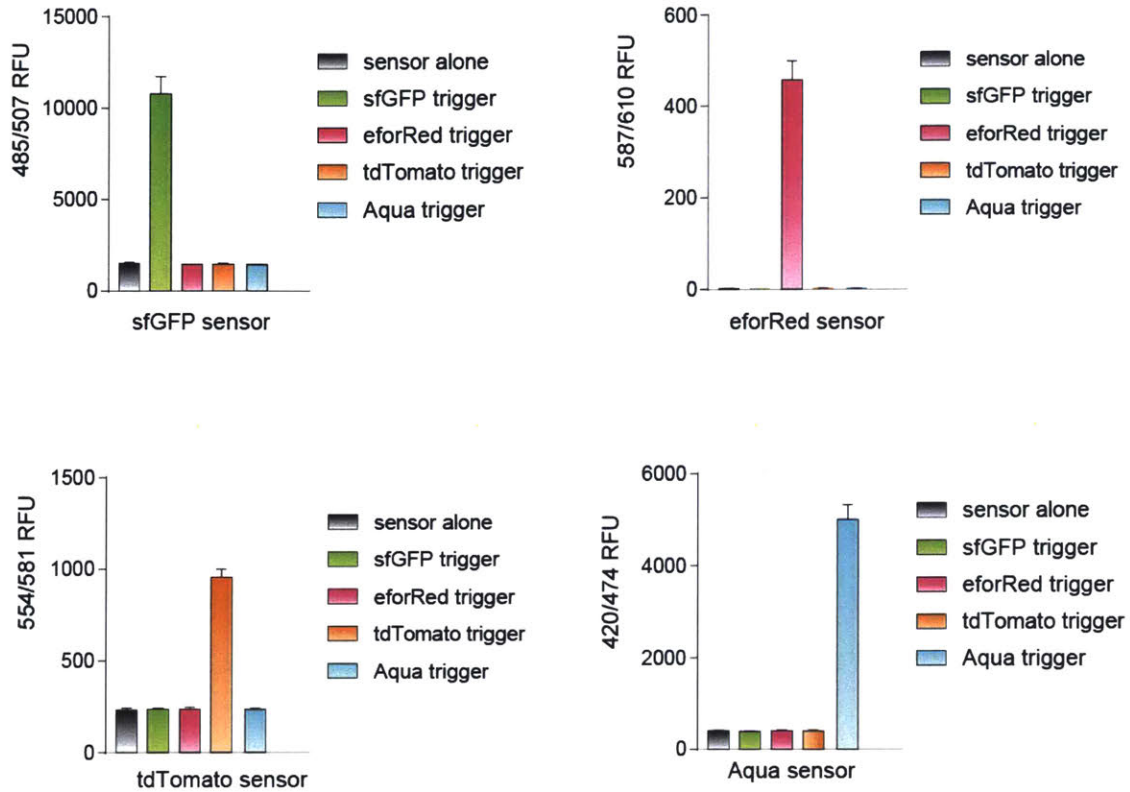 15000
10000
5000
0
485/507 RFU
sensor alone
sfGFP trigger
eforRed trigger
tdTomato trigger
Aqua trigger
sfGFP sensor
600
400
200
0
587/610 RFU
sensor alone
sfGFP trigger
eforRed trigger
tdTomato trigger
Aqua trigger
eforRed sensor
1500
1000
500
0
554/581 RFU
sensor alone
sfGFP trigger
eforRed trigger
tdTomato trigger
Aqua trigger
tdTomato sensor
6000
4000
2000
0
420/474 RFU
sensor alone
sfGFP trigger
eforRed trigger
tdTomato trigger
Aqua trigger
Aqua sensor